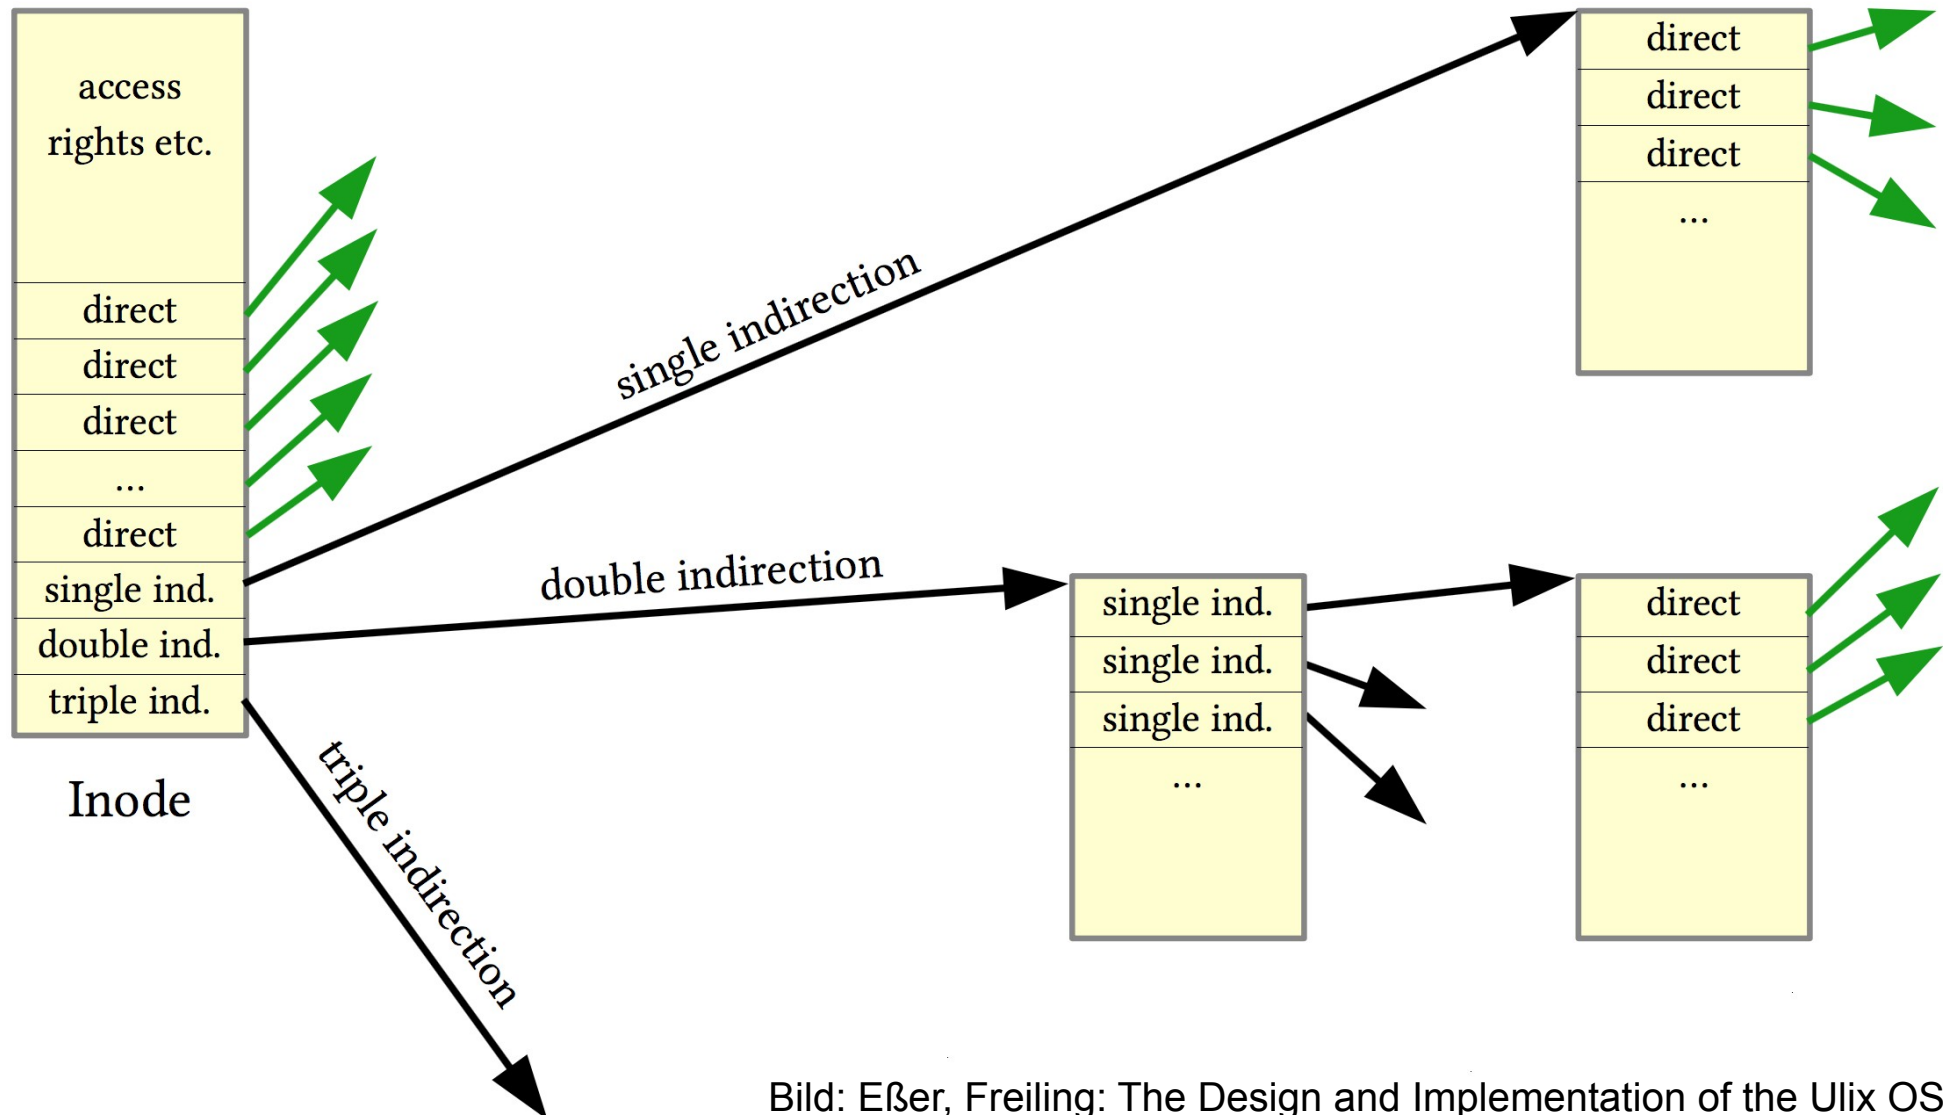 access
rights etc.
direct
direct
direct
...
direct
single ind.
double ind.
triple ind.
Inode
single indirection
double indirection
triple indirection
direct
direct
direct
...
single ind.
single ind.
single ind.
...
direct
direct
direct
...
Bild: Eßer, Freiling: The Design and Implementation of the Ulix OS